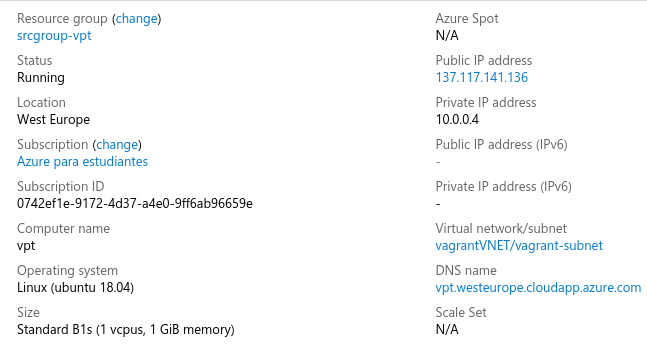 Resource group (change)
srcgroup-vpt
Status
Running
Location
West Europe
Subscription (change)
Azure para estudiantes
Subscription ID
0742ef1e-9172-4d37-a4e0-9ff6ab96659e
Computer name
vpt
Operating system
Linux (ubuntu 18.04)
Size
Standard B1s (1 vcpus, 1 GiB memory)
Azure Spot
N/A
Public IP address
137.117.141.136
Private IP address
10.0.0.4
Public IP address (IPv6)
-
Private IP address (IPv6)
-
Virtual network/subnet
vagrantVNET/vagrant-subnet
DNS name
vpt.westeurope.cloudapp.azure.com
Scale Set
N/A